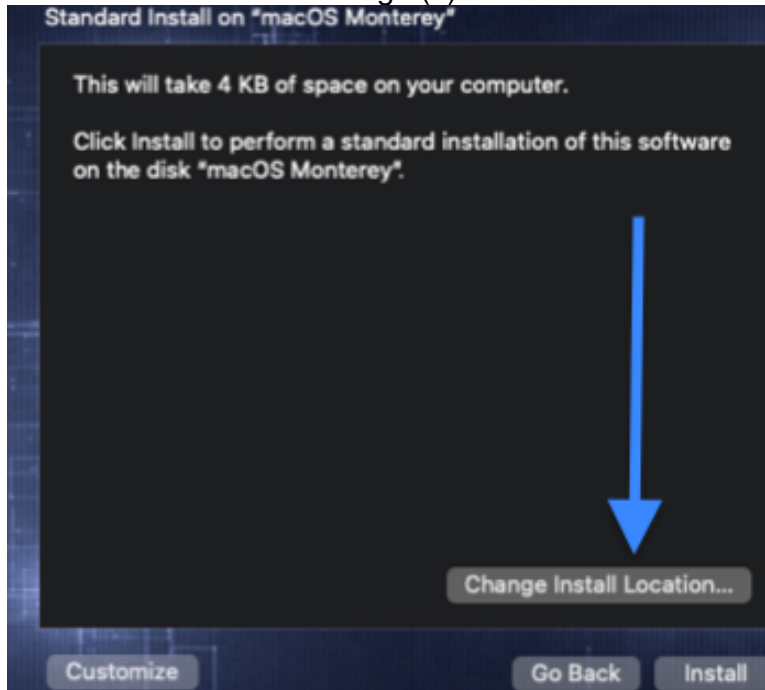 Standard Install on "macOS Monterey"
This will take 4 KB of space on your computer.
Click Install to perform a standard installation of this software
on the disk "macOS Monterey".
Change Install Location...
Customize
Go Back
Install